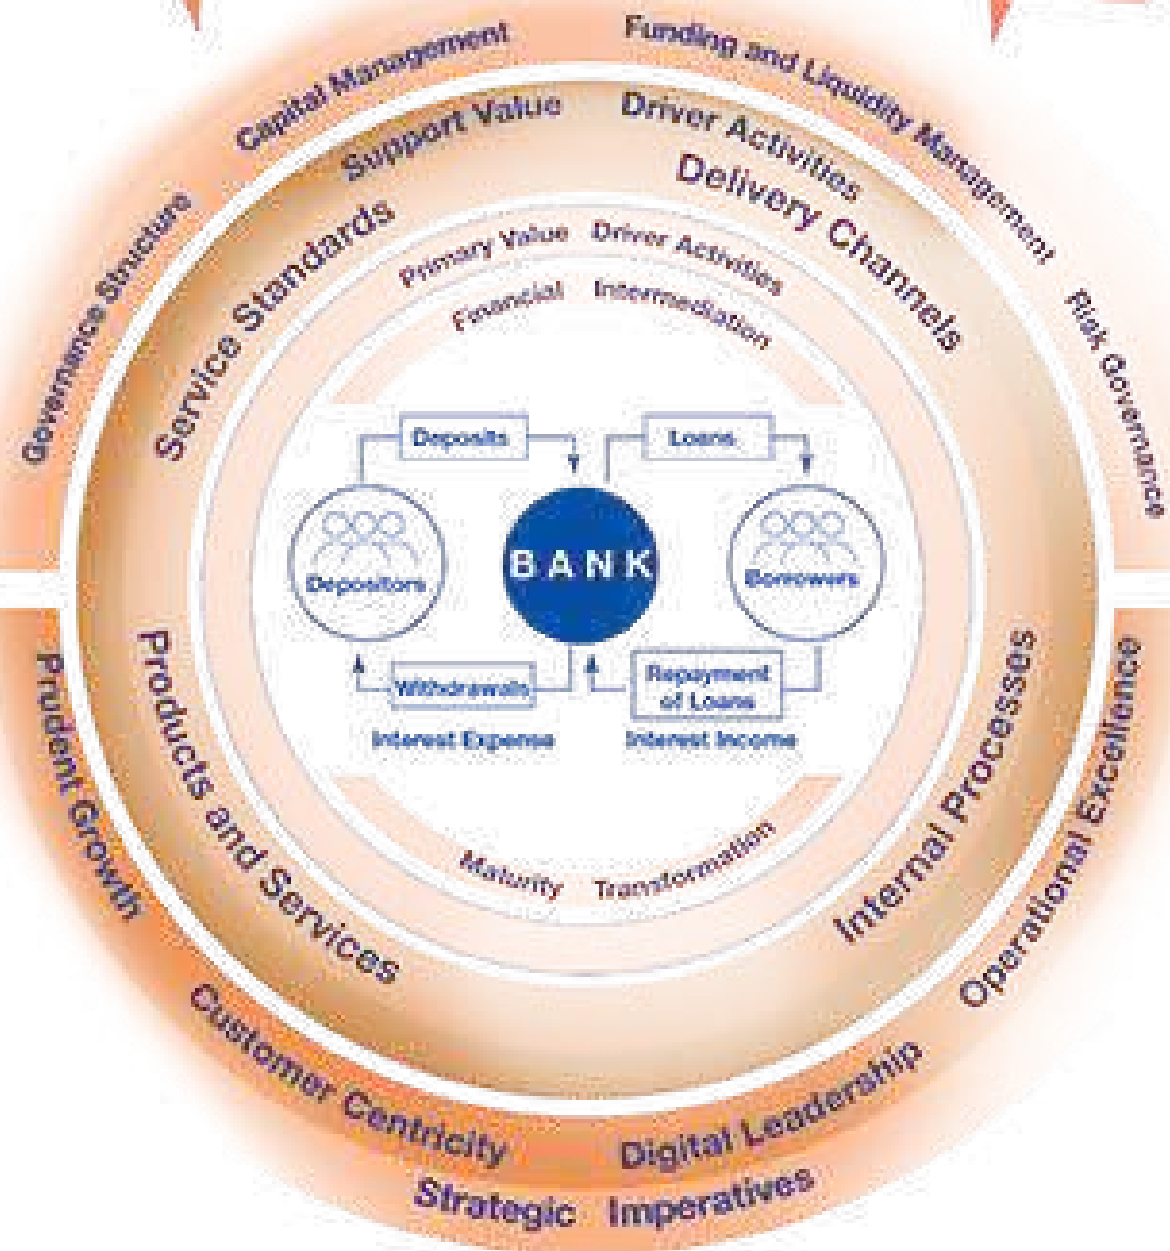 Capital Management
Funding and Liquidity Management
Governance Structure
Risk Governance
Support Value Driver Activities
Service Standards
Delivery Channels
Primary Value Driver Activities
Financial Intermediation
Deposits
Loans
Depositors
BANK
Borrowers
Withdrawals
Repayment
of Loans
Interest Expense
Interest Income
Maturity Transformation
Products and Services
Internal Processes
Prudent Growth
Operational Excellence
Customer Centricity
Digital Leadership
Strategic Imperatives